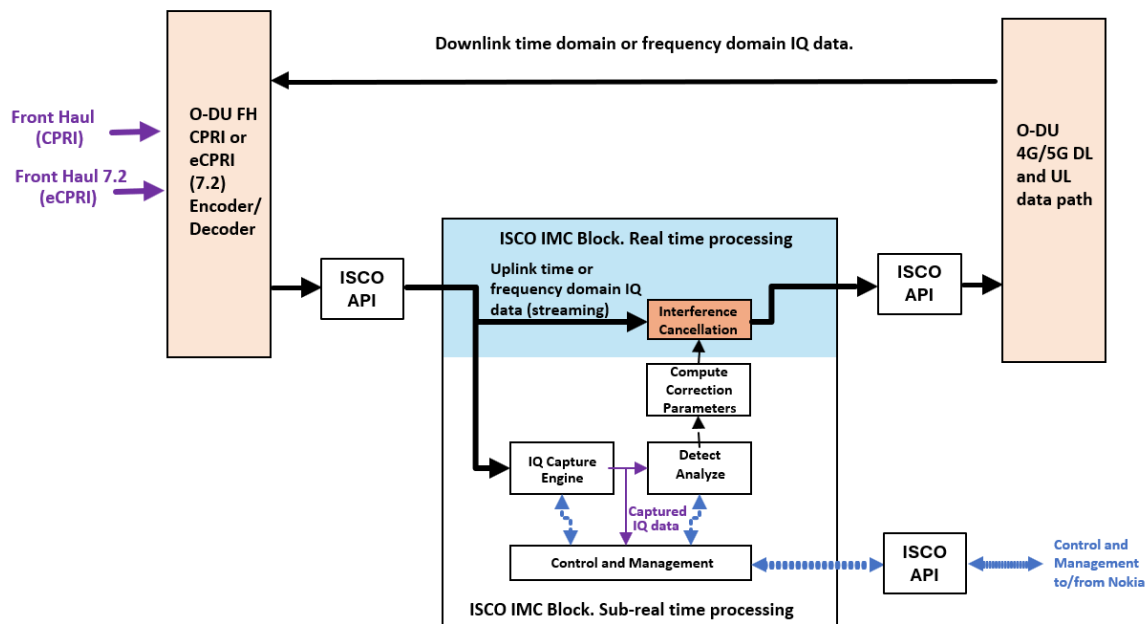 Downlink time domain or frequency domain IQ data.
Front Haul
(CPRI)
Front Haul 7.2
(eCPRI)
O-DU FH
CPRI or
eCPRI
(7.2)
Encoder/
Decoder
O-DU
4G/5G DL
and UL
data path
ISCO
API
ISCO IMC Block. Real time processing
Uplink time or
frequency domain IQ
data (streaming)
Interference
Cancellation
ISCO
API
Compute
Correction
Parameters
IQ Capture
Engine
Detect
Analyze
Captured
IQ data
Control and Management
ISCO
API
Control and
Management
to/from Nokia
ISCO IMC Block. Sub-real time processing